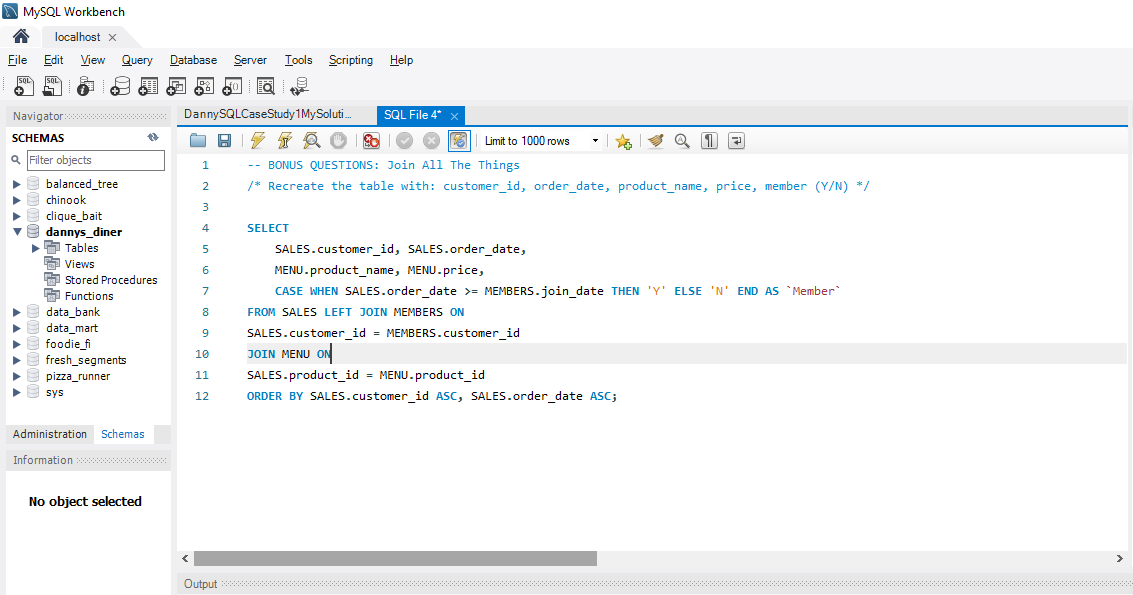 MySQL Workbench
localhost
File Edit View Query Database Server Tools Scripting Help
Navigator
SCHEMAS
Filter objects
balanced_tree
chinook
clique_bait
dannys_diner
Tables
Views
Stored Procedures
Functions
data_bank
data_mart
foodie_fi
fresh_segments
pizza_runner
sys
Administration Schemas
Information
No object selected
DannySQLCaseStudy1MySoluti... SQL File 4*
Limit to 1000 rows
1 -- BONUS QUESTIONS: Join All The Things
2 /* Recreate the table with: customer_id, order_date, product_name, price, member (Y/N) */
3
4 SELECT
5 SALES.customer_id, SALES.order_date,
6 MENU.product_name, MENU.price,
7 CASE WHEN SALES.order_date >= MEMBERS.join_date THEN 'Y' ELSE 'N' END AS `Member`
8 FROM SALES LEFT JOIN MEMBERS ON
9 SALES.customer_id = MEMBERS.customer_id
10 JOIN MENU ON
11 SALES.product_id = MENU.product_id
12 ORDER BY SALES.customer_id ASC, SALES.order_date ASC;
Output